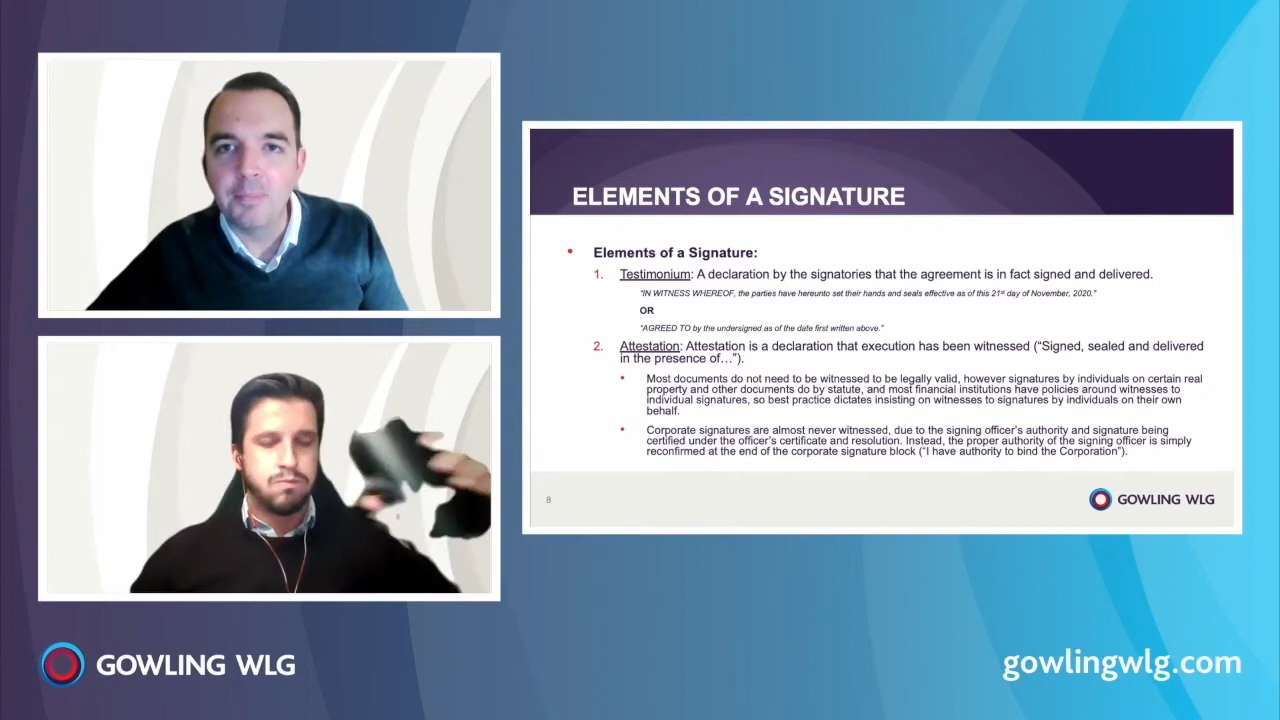 ELEMENTS OF A SIGNATURE
• Elements of a Signature:
1. Testimonium: A declaration by the signatories that the agreement is in fact signed and delivered.
"IN WITNESS WHEREOF, the parties have hereunto set their hands and seals effective as of this 21st day of November, 2020."
OR
"AGREED TO by the undersigned as of the date first written above."
2. Attestation: Attestation is a declaration that execution has been witnessed ("Signed, sealed and delivered
in the presence of…").
• Most documents do not need to be witnessed to be legally valid, however signatures by individuals on certain real
property and other documents do by statute, and most financial institutions have policies around witnesses to
individual signatures, so best practice dictates insisting on witnesses to signatures by individuals on their own
behalf.
• Corporate signatures are almost never witnessed, due to the signing officer's authority and signature being
certified under the officer's certificate and resolution. Instead, the proper authority of the signing officer is simply
reconfirmed at the end of the corporate signature block ("I have authority to bind the Corporation").
8
GOWLING WLG
GOWLING WLG
gowlingwlg.com